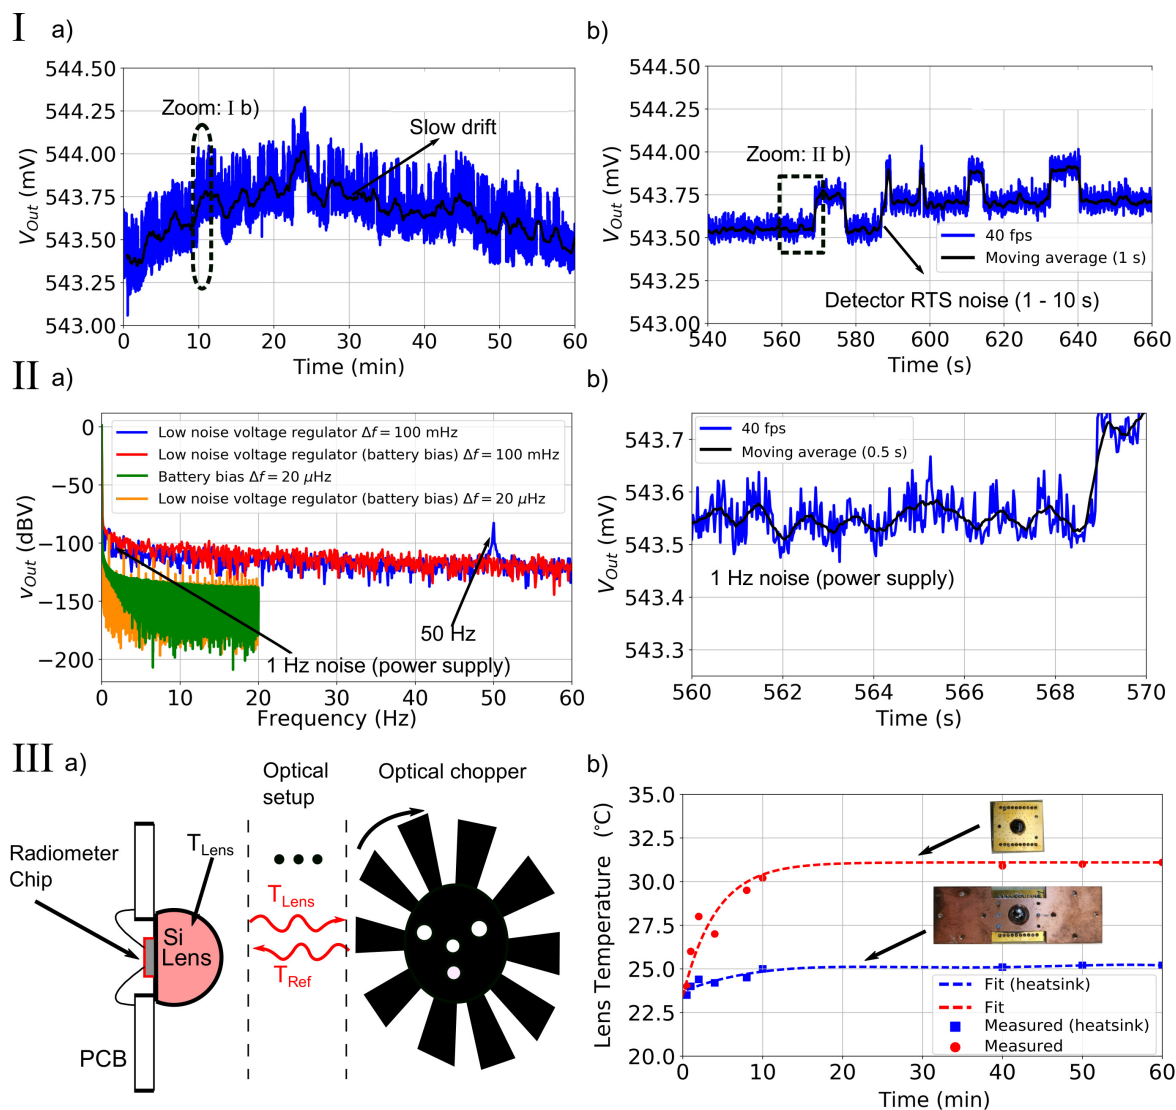 I a)
544.50
544.25
544.00
543.75
543.50
543.25
543.00
V_Out (mV)
Zoom: I b)
Slow drift
0 10 20 30 40 50 60
Time (min)
b)
544.50
544.25
544.00
543.75
543.50
543.25
543.00
V_Out (mV)
Zoom: II b)
40 fps
Moving average (1 s)
Detector RTS noise (1 - 10 s)
540 560 580 600 620 640 660
Time (s)
II a)
0
−50
−100
−150
−200
v_Out (dBV)
Low noise voltage regulator Δf = 100 mHz
Low noise voltage regulator (battery bias) Δf = 100 mHz
Battery bias Δf = 20 μHz
Low noise voltage regulator (battery bias) Δf = 20 μHz
50 Hz
1 Hz noise (power supply)
0 10 20 30 40 50 60
Frequency (Hz)
b)
543.7
543.6
543.5
543.4
543.3
V_Out (mV)
40 fps
Moving average (0.5 s)
1 Hz noise (power supply)
560 562 564 566 568 570
Time (s)
III a)
Optical
setup
Optical chopper
Radiometer
Chip
T_Lens
Si
Lens
T_Lens
T_Ref
PCB
b)
35.0
32.5
30.0
27.5
25.0
22.5
20.0
Lens Temperature (°C)
Fit (heatsink)
Fit
Measured (heatsink)
Measured
0 10 20 30 40 50 60
Time (min)